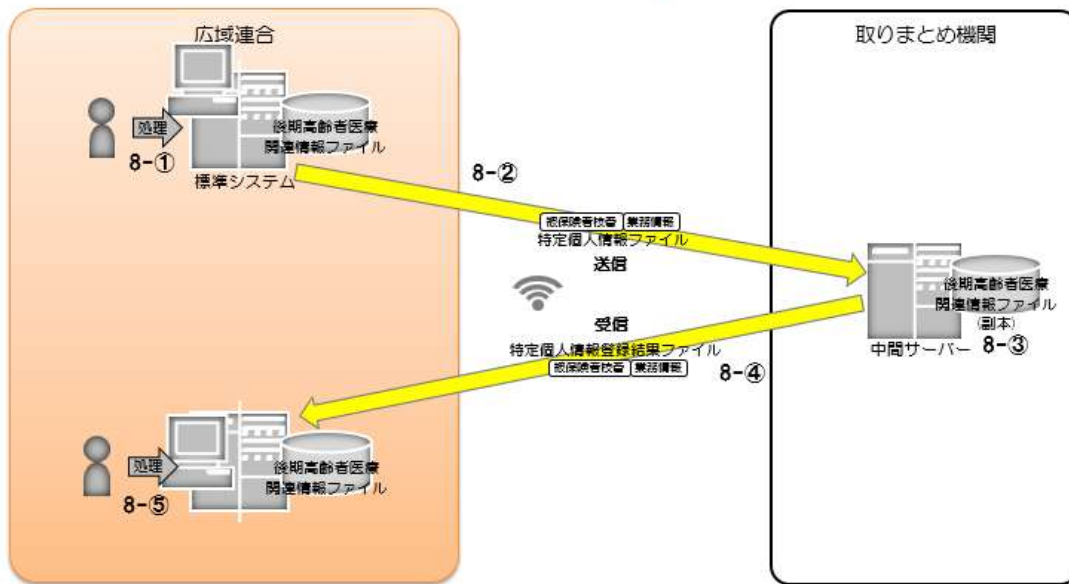 広域連合
取りまとめ機関
処理
8-①
後期高齢者医療
関連情報ファイル
標準システム
8-②
被保険者枝番 業務情報
特定個人情報ファイル
送信
後期高齢者医療
関連情報ファイル
(副本)
中間サーバー
8-③
受信
特定個人情報登録結果ファイル
被保険者枝番 業務情報
8-④
処理
8-⑤
後期高齢者医療
関連情報ファイル